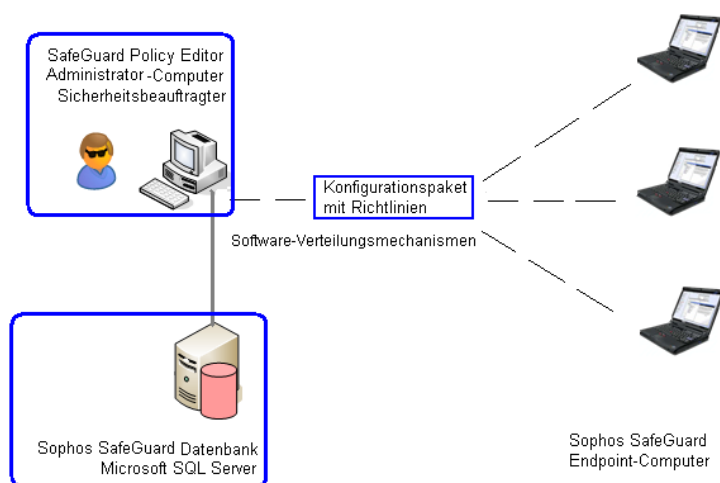 SafeGuard Policy Editor
Administrator -Computer
Sicherheitsbeauftragter
Konfigurationspaket
mit Richtlinien
Software-Verteilungsmechanismen
Sophos SafeGuard Datenbank
Microsoft SQL Server
Sophos SafeGuard
Endpoint-Computer